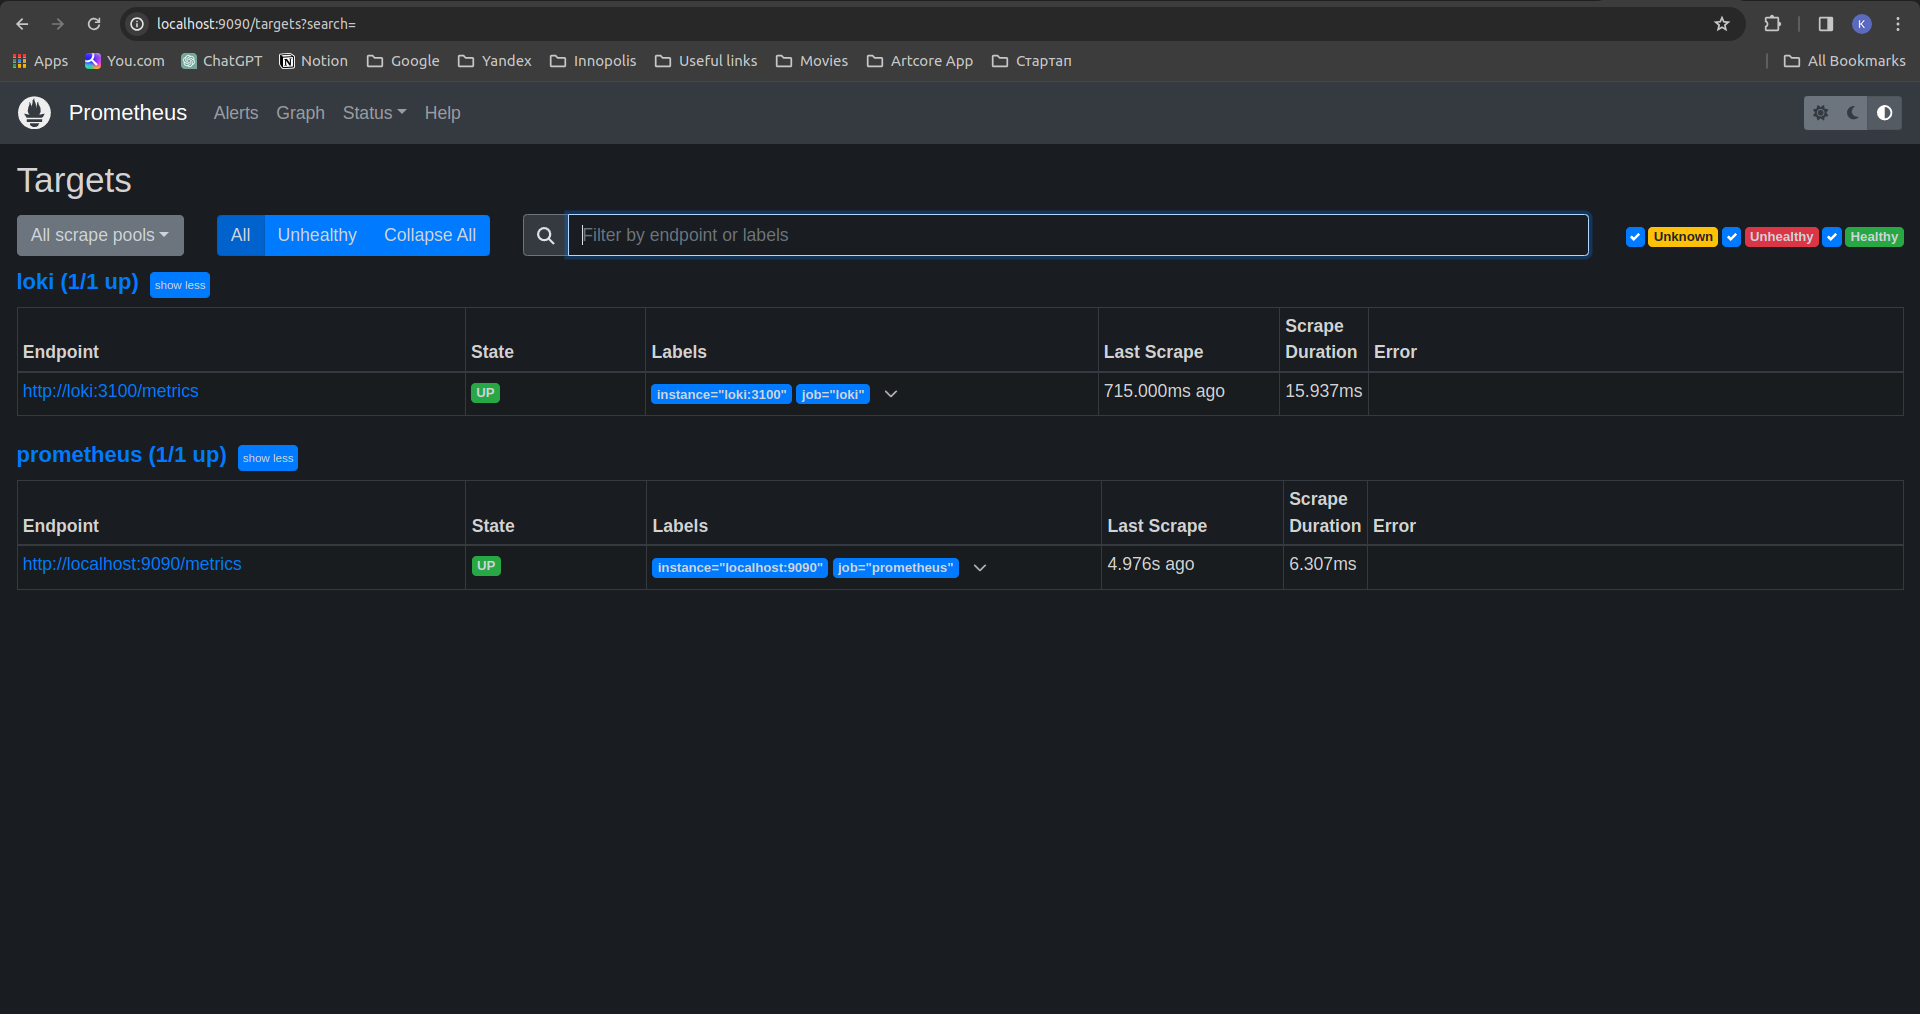 localhost:9090/targets?search=
K
Apps You.com ChatGPT Notion Google Yandex Innopolis Useful links Movies Artcore App Стартап All Bookmarks
Prometheus Alerts Graph Status Help
Targets
All scrape pools All Unhealthy Collapse All Filter by endpoint or labels Unknown Unhealthy Healthy
loki (1/1 up) show less
Endpoint State Labels Last Scrape Scrape Duration Error
http://loki:3100/metrics UP instance="loki:3100" job="loki" 715.000ms ago 15.937ms
prometheus (1/1 up) show less
Endpoint State Labels Last Scrape Scrape Duration Error
http://localhost:9090/metrics UP instance="localhost:9090" job="prometheus" 4.976s ago 6.307ms